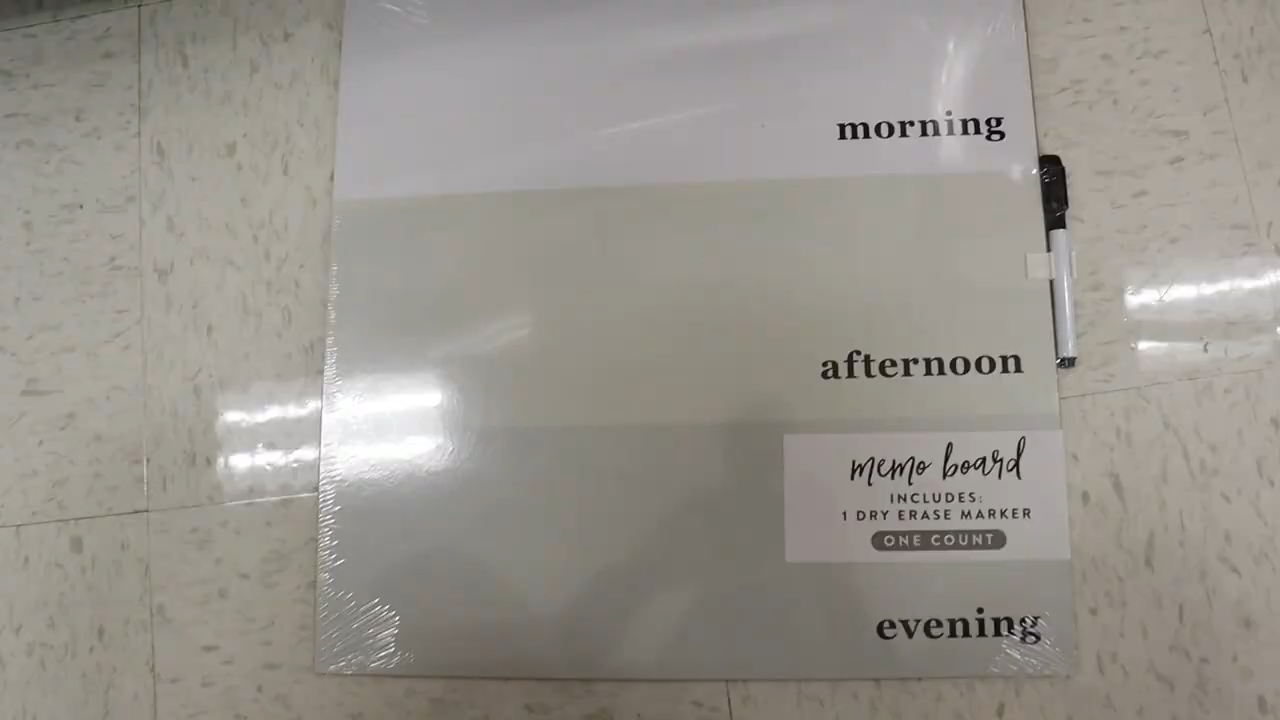 morning
afternoon
memo board
INCLUDES:
1 DRY ERASE MARKER
ONE COUNT
evening